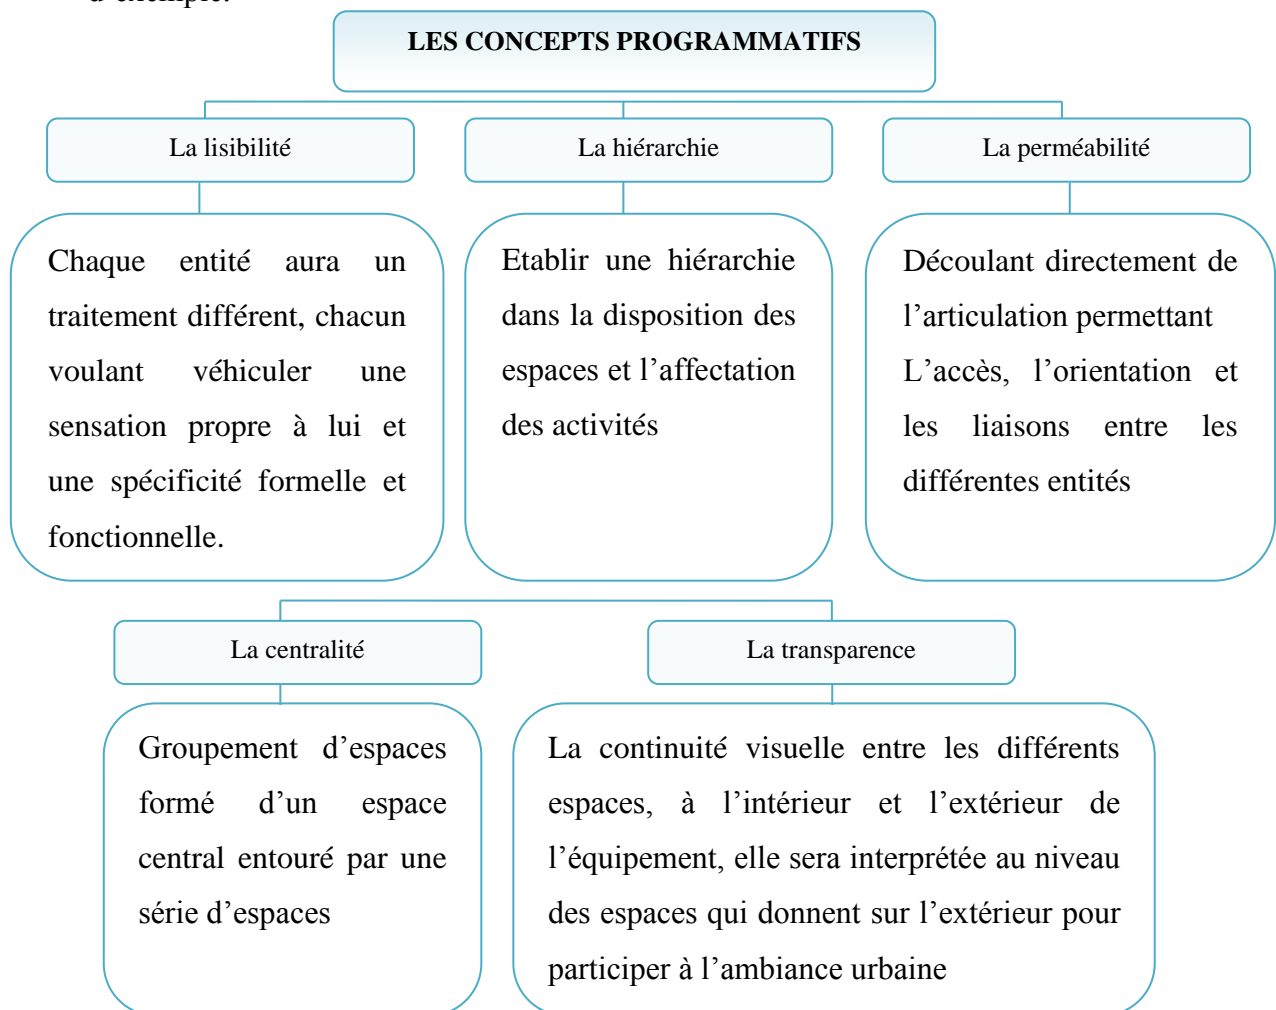 d’exemple.
LES CONCEPTS PROGRAMMATIFS
La lisibilité
La hiérarchie
La perméabilité
Chaque entité aura un
traitement différent, chacun
voulant véhiculer une
sensation propre à lui et
une spécificité formelle et
fonctionnelle.
Etablir une hiérarchie
dans la disposition des
espaces et l’affectation
des activités
Découlant directement de
l’articulation permettant
L’accès, l’orientation et
les liaisons entre les
différentes entités
La centralité
La transparence
Groupement d’espaces
formé d’un espace
central entouré par une
série d’espaces
La continuité visuelle entre les différents
espaces, à l’intérieur et l’extérieur de
l’équipement, elle sera interprétée au niveau
des espaces qui donnent sur l’extérieur pour
participer à l’ambiance urbaine